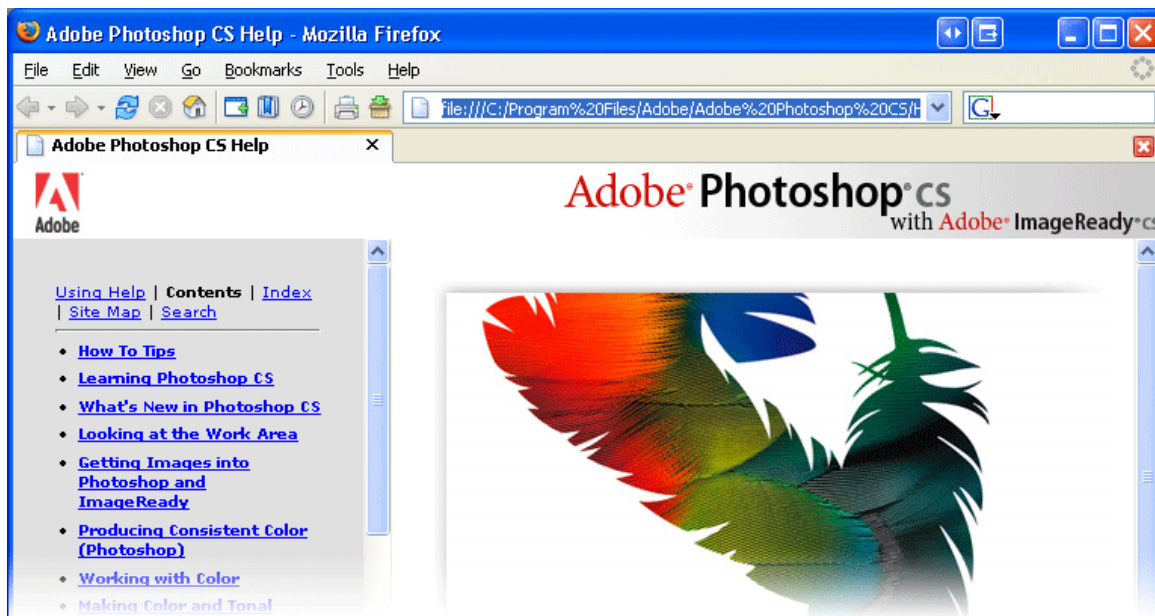 Adobe Photoshop CS Help - Mozilla Firefox
File Edit View Go Bookmarks Tools Help
file:///C:/Program%20Files/Adobe/Adobe%20Photoshop%20CS/H
G
Adobe Photoshop CS Help
Adobe
Adobe® Photoshop® CS
with Adobe® ImageReady® CS
Using Help | Contents | Index
| Site Map | Search
• How To Tips
• Learning Photoshop CS
• What's New in Photoshop CS
• Looking at the Work Area
• Getting Images into
Photoshop and
ImageReady
• Producing Consistent Color
(Photoshop)
• Working with Color
• Making Color and Tonal